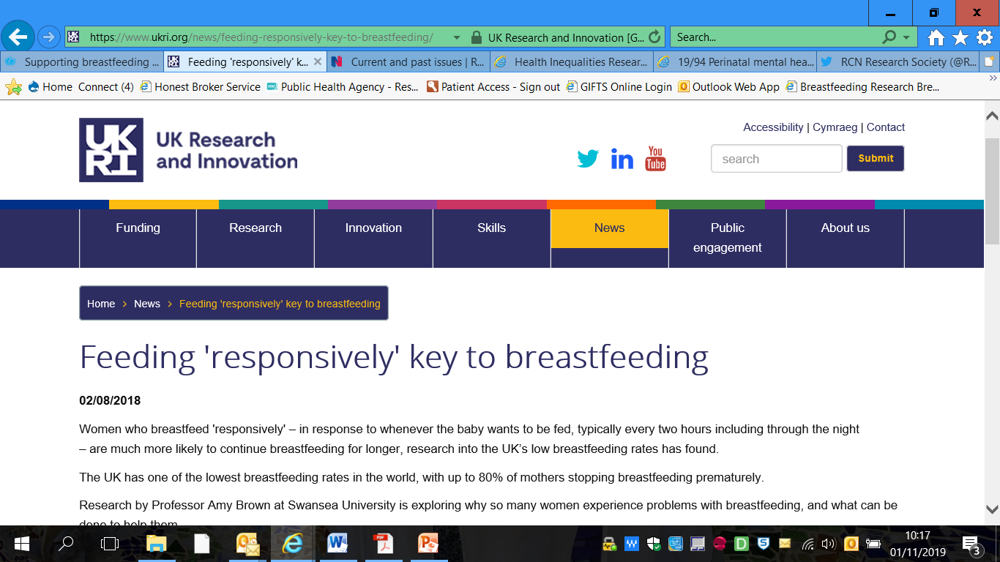 https://www.ukri.org/news/feeding-responsively-key-to-breastfeeding/
UK Research and Innovation [G...
Search...
Supporting breastfeeding ...
Feeding 'responsively' k...
Current and past issues | R...
Health Inequalities Resear...
19/94 Perinatal mental hea...
RCN Research Society (@R...
Home
Connect (4)
Honest Broker Service
Public Health Agency - Res...
Patient Access - Sign out
GIFTS Online Login
Outlook Web App
Breastfeeding Research Bre...
UK
RI
UK Research
and Innovation
Accessibility | Cymraeg | Contact
You
Tube
search
Submit
Funding
Research
Innovation
Skills
News
Public
engagement
About us
Home > News > Feeding 'responsively' key to breastfeeding
Feeding 'responsively' key to breastfeeding
02/08/2018
Women who breastfeed 'responsively' – in response to whenever the baby wants to be fed, typically every two hours including through the night
– are much more likely to continue breastfeeding for longer, research into the UK's low breastfeeding rates has found.
The UK has one of the lowest breastfeeding rates in the world, with up to 80% of mothers stopping breastfeeding prematurely.
Research by Professor Amy Brown at Swansea University is exploring why so many women experience problems with breastfeeding, and what can be
done to help them
10:17
01/11/2019
3